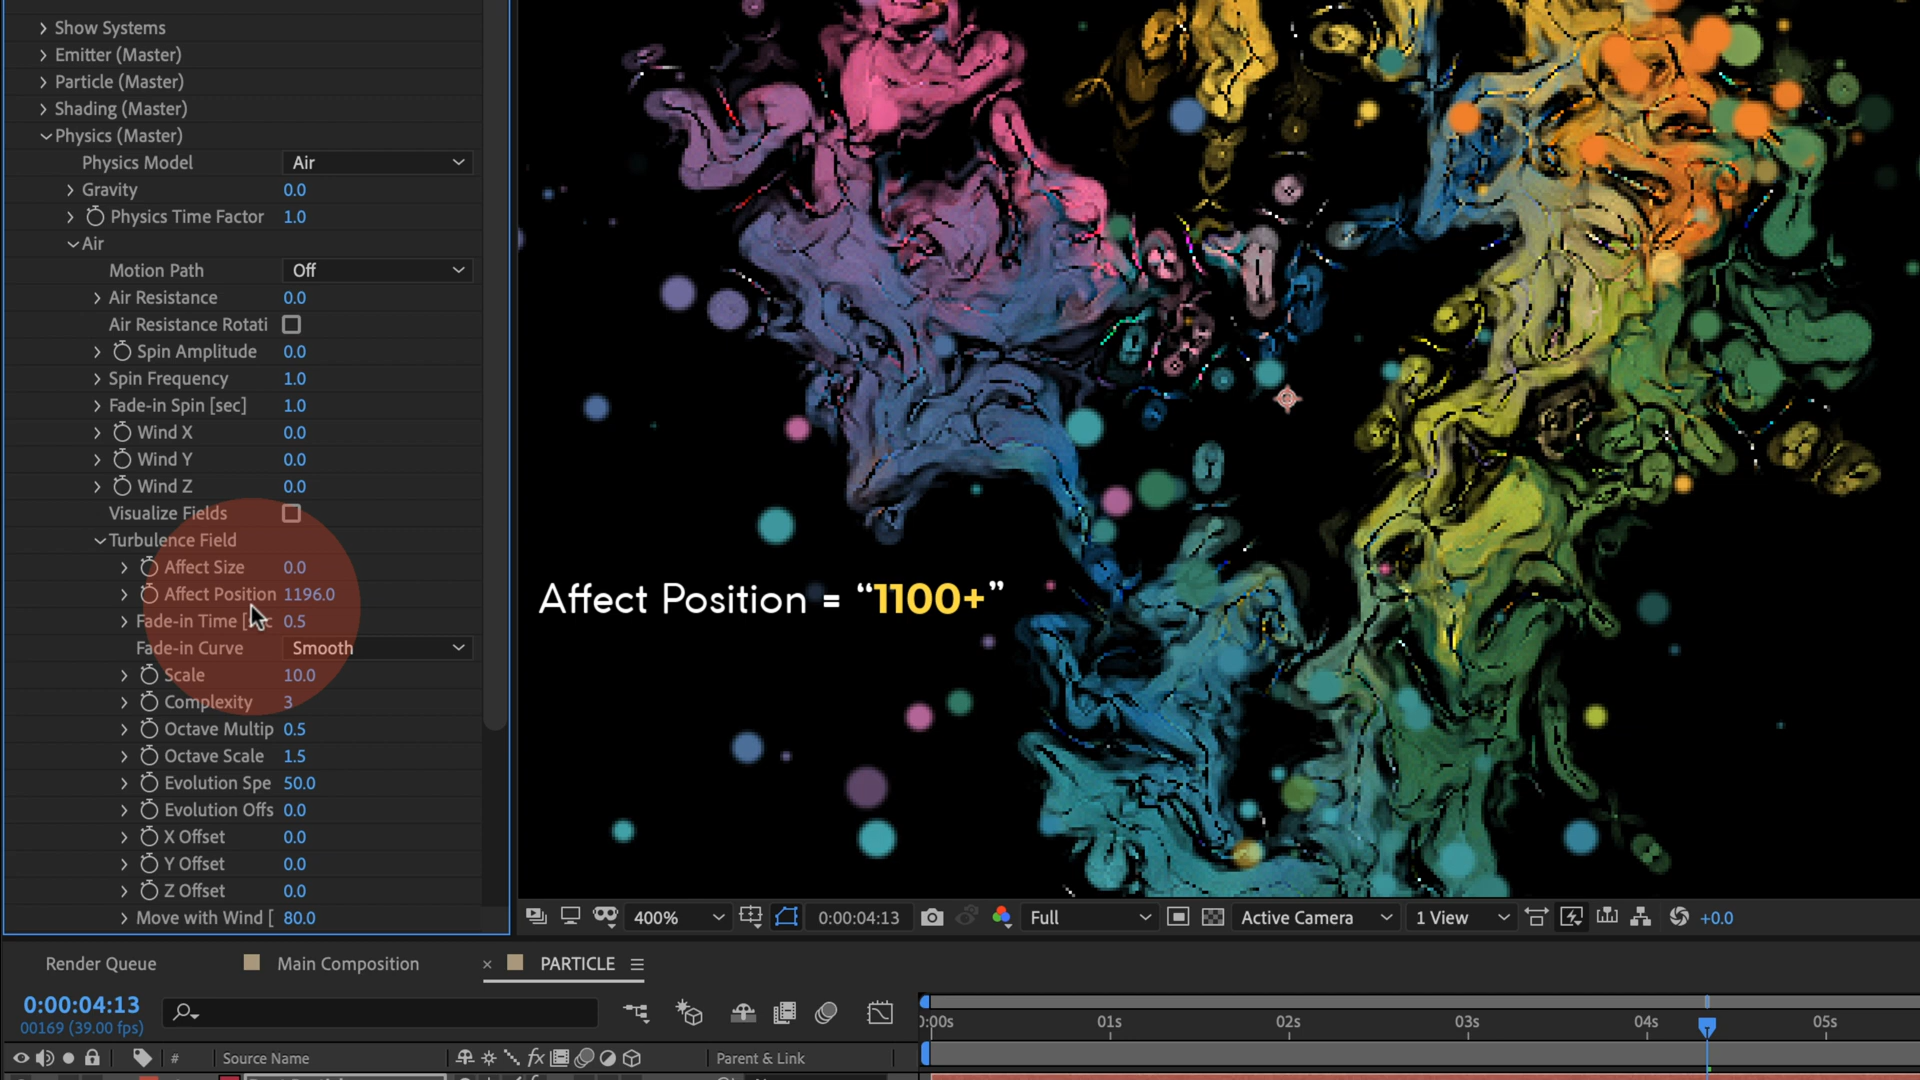 Show Systems
Emitter (Master)
Particle (Master)
Shading (Master)
Physics (Master)
Physics Model Air
Gravity 0.0
Physics Time Factor 1.0
Air
Motion Path Off
Air Resistance 0.0
Air Resistance Rotati
Spin Amplitude 0.0
Spin Frequency 1.0
Fade-in Spin [sec] 1.0
Wind X 0.0
Wind Y 0.0
Wind Z 0.0
Visualize Fields
Turbulence Field
Affect Size 0.0
Affect Position 1196.0
Fade-in Time [sec 0.5
Fade-in Curve Smooth
Scale 10.0
Complexity 3
Octave Multip 0.5
Octave Scale 1.5
Evolution Spe 50.0
Evolution Offs 0.0
X Offset 0.0
Y Offset 0.0
Z Offset 0.0
Move with Wind [ 80.0
Affect Position = “1100+”
400% 0:00:04:13 Full Active Camera 1 View +0.0
Render Queue Main Composition × PARTICLE
0:00:04:13
00169 (39.00 fps)
0:00s 01s 02s 03s 04s 05s
# Source Name fx Parent & Link